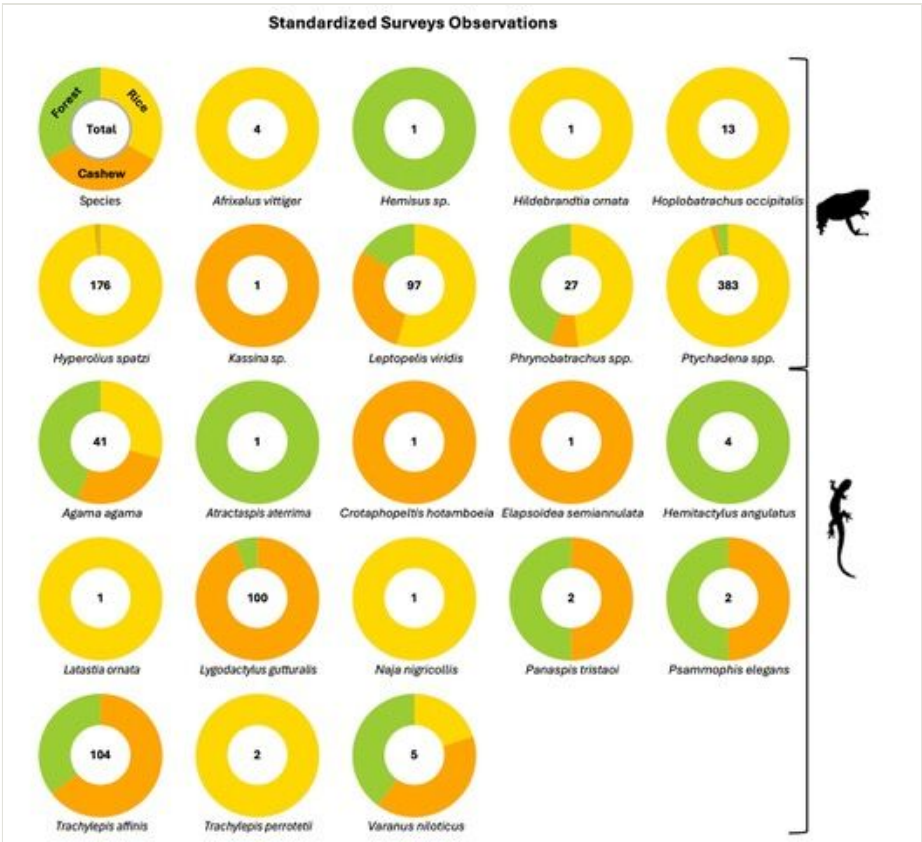 Standardized Surveys Observations
Forest
Rice
Total
Cashew
Species
4
Afrixalus vittiger
1
Hemisus sp.
1
Hildebrandtia ornata
13
Hoplobatrachus occipitalis
176
Hyperolius spatzi
1
Kassina sp.
97
Leptopelis viridis
27
Phrynobatrachus spp.
383
Ptychadena spp.
41
Agama agama
1
Atractaspis aterrima
1
Crotaphopeltis hotamboeia
1
Elapsoidea semiannulata
4
Hemitactylus angulatus
1
Latastia ornata
100
Lygodactylus gutturalis
1
Naja nigricollis
2
Panaspis tristaoi
2
Psammophis elegans
104
Trachylepis affinis
2
Trachylepis perrotetii
5
Varanus niloticus